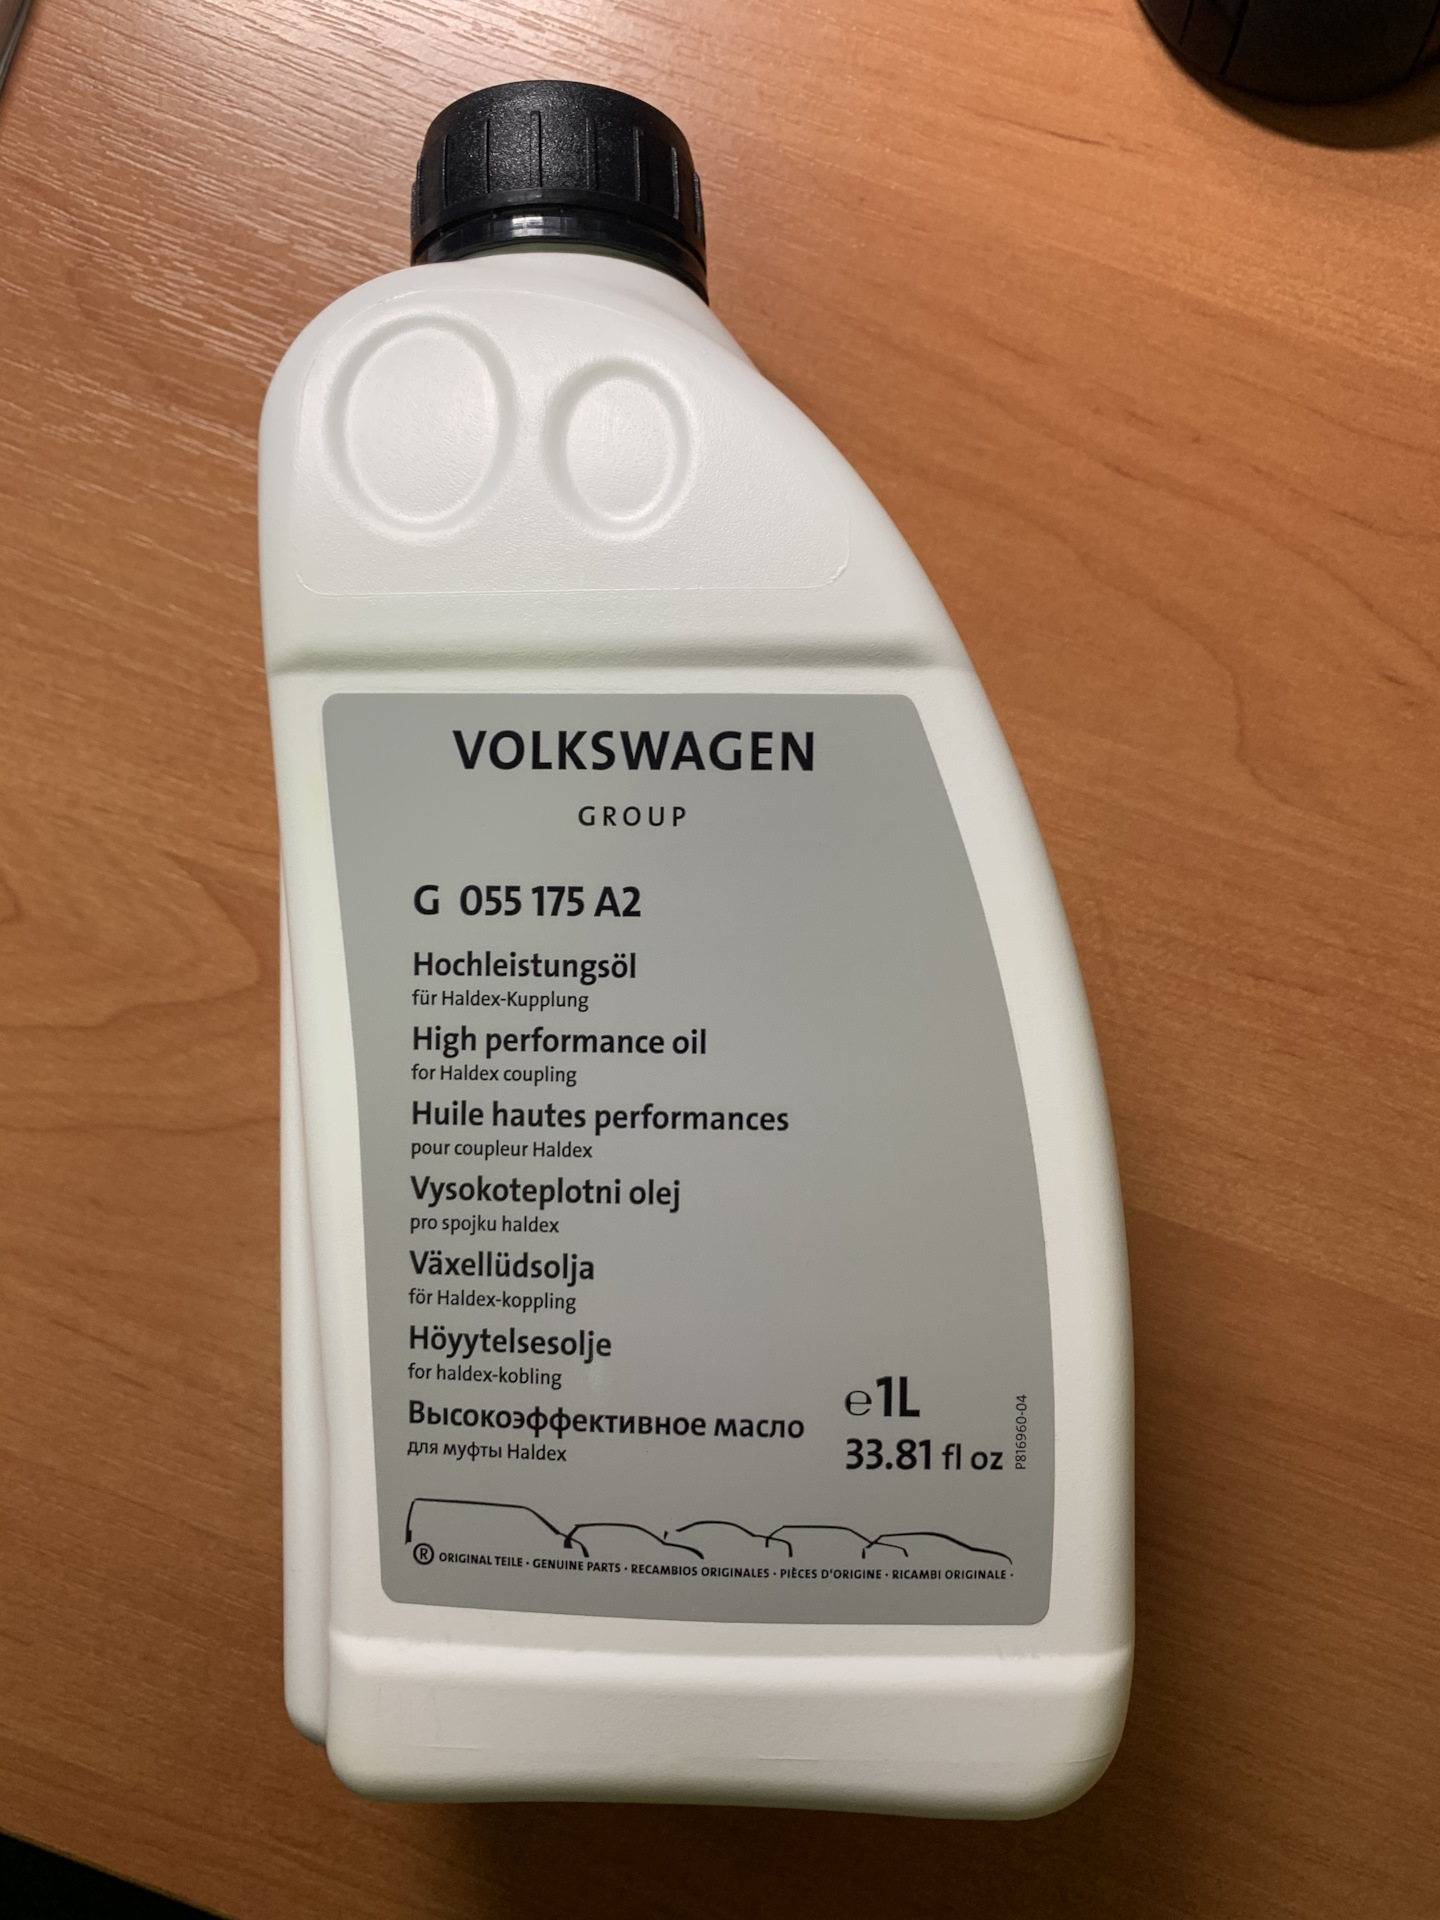 VOLKSWAGEN
GROUP
G 055 175 A2
Hochleistungsöl
für Haldex-Kupplung
High performance oil
for Haldex coupling
Huile hautes performances
pour coupleur Haldex
Vysokoteplotni olej
pro spojku haldex
Växellüdsolja
för Haldex-koppling
Höyytelsesolje
for haldex-kobling
Высокоэффективное масло
для муфты Haldex
℮1L
33.81 fl oz
P816960-04
® ORIGINAL TEILE · GENUINE PARTS · RECAMBIOS ORIGINALES · PIÈCES D'ORIGINE · RICAMBI ORIGINALE ·